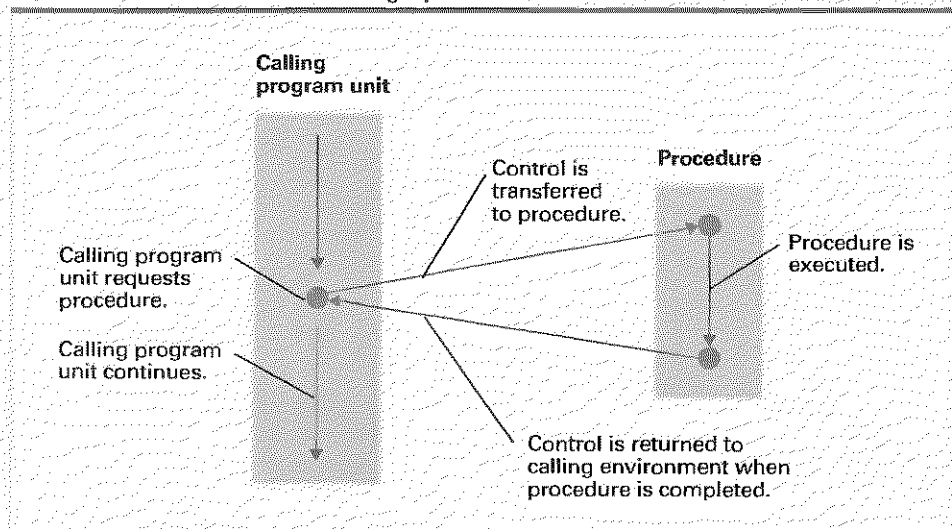 Calling
program unit
Procedure
Control is
transferred
to procedure.
Procedure is
executed.
Calling program
unit requests
procedure.
Calling program
unit continues.
Control is returned to
calling environment when
procedure is completed.